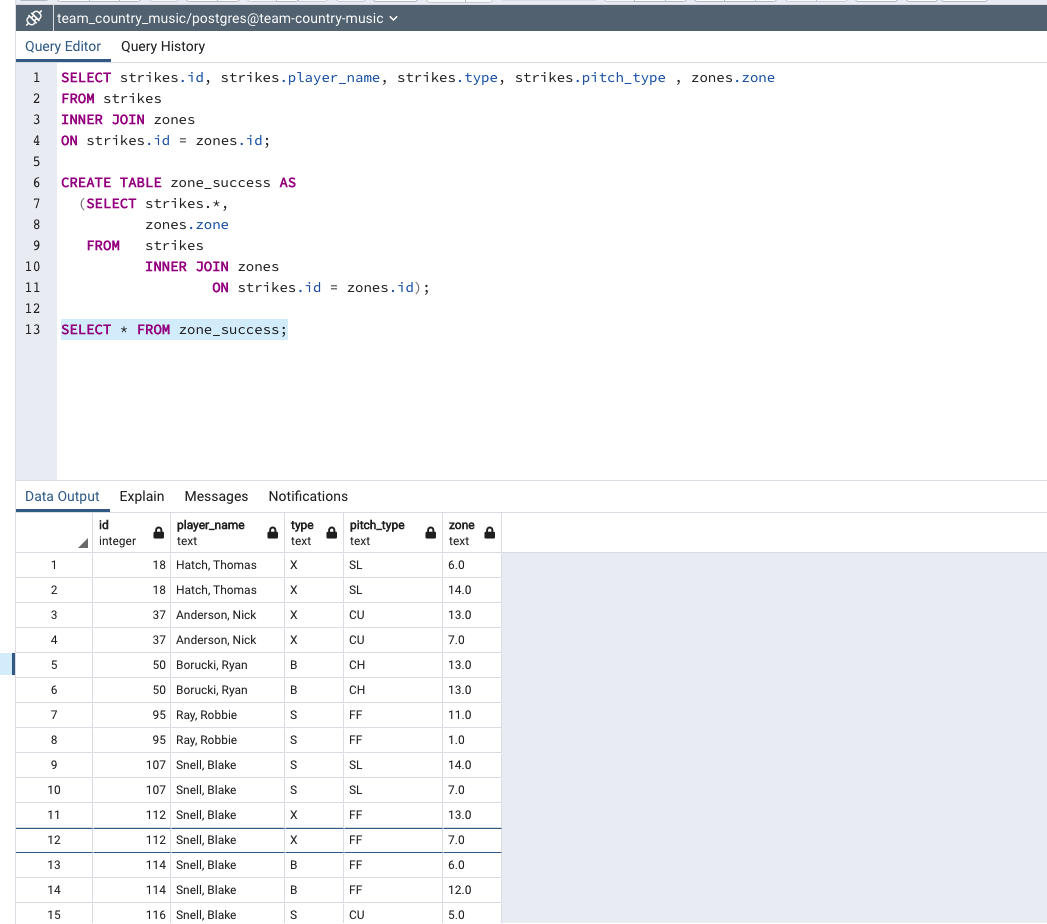 team_country_music/postgres@team-country-music
Query Editor Query History
1 SELECT strikes.id, strikes.player_name, strikes.type, strikes.pitch_type , zones.zone
2 FROM strikes
3 INNER JOIN zones
4 ON strikes.id = zones.id;
5
6 CREATE TABLE zone_success AS
7 (SELECT strikes.*,
8 zones.zone
9 FROM strikes
10 INNER JOIN zones
11 ON strikes.id = zones.id);
12
13 SELECT * FROM zone_success;
Data Output Explain Messages Notifications
id player_name type pitch_type zone
integer text text text text
1 18 Hatch, Thomas X SL 6.0
2 18 Hatch, Thomas X SL 14.0
3 37 Anderson, Nick X CU 13.0
4 37 Anderson, Nick X CU 7.0
5 50 Borucki, Ryan B CH 13.0
6 50 Borucki, Ryan B CH 13.0
7 95 Ray, Robbie S FF 11.0
8 95 Ray, Robbie S FF 1.0
9 107 Snell, Blake S SL 14.0
10 107 Snell, Blake S SL 7.0
11 112 Snell, Blake X FF 13.0
12 112 Snell, Blake X FF 7.0
13 114 Snell, Blake B FF 6.0
14 114 Snell, Blake B FF 12.0
15 116 Snell, Blake S CU 5.0